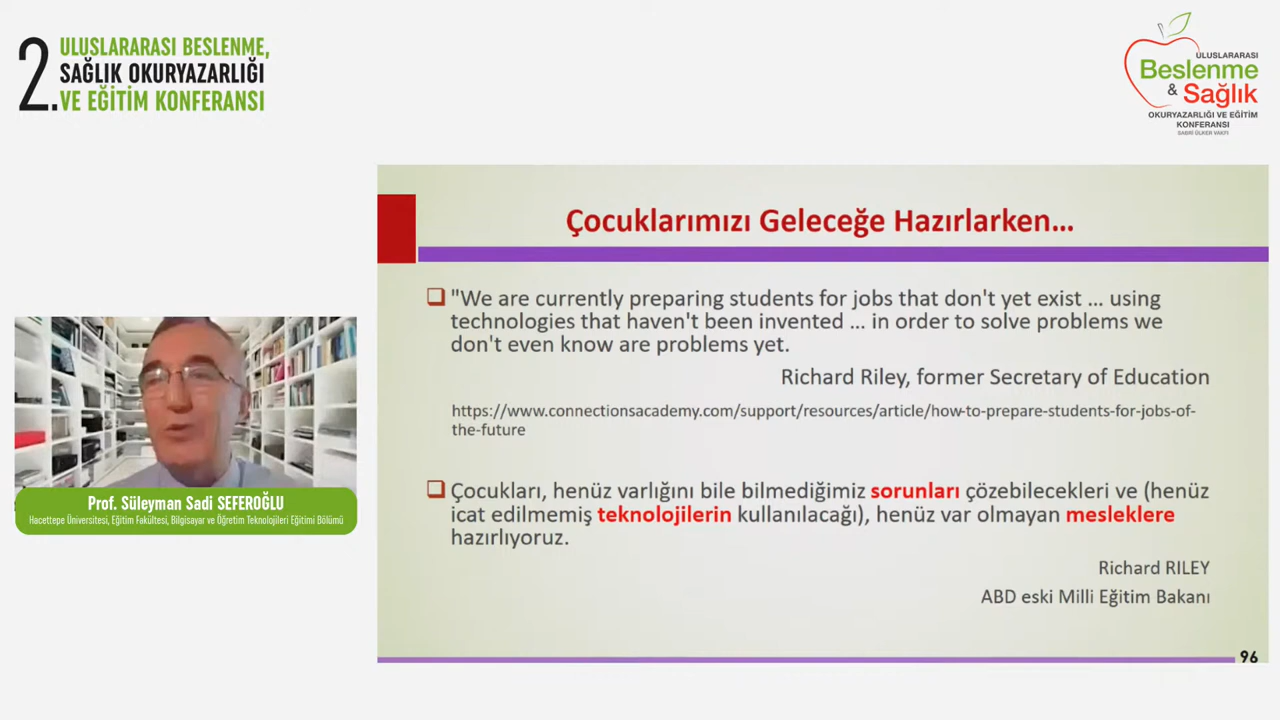 2. ULUSLARARASI BESLENME,
SAĞLIK OKURYAZARLIĞI
VE EĞİTİM KONFERANSI
ULUSLARARASI
Beslenme
& Sağlık
OKURYAZARLIĞI VE EĞİTİM
KONFERANSI
SABRİ ÜLKER VAKFI
Çocuklarımızı Geleceğe Hazırlarken...
"We are currently preparing students for jobs that don't yet exist ... using
technologies that haven't been invented ... in order to solve problems we
don't even know are problems yet.
Richard Riley, former Secretary of Education
https://www.connectionsacademy.com/support/resources/article/how-to-prepare-students-for-jobs-of-
the-future
Çocukları, henüz varlığını bile bilmediğimiz sorunları çözebilecekleri ve (henüz
icat edilmemiş teknolojilerin kullanılacağı), henüz var olmayan mesleklere
hazırlıyoruz.
Richard RILEY
ABD eski Milli Eğitim Bakanı
96
Prof. Süleyman Sadi SEFEROĞLU
Hacettepe Üniversitesi, Eğitim Fakültesi, Bilgisayar ve Öğretim Teknolojileri Eğitimi Bölümü